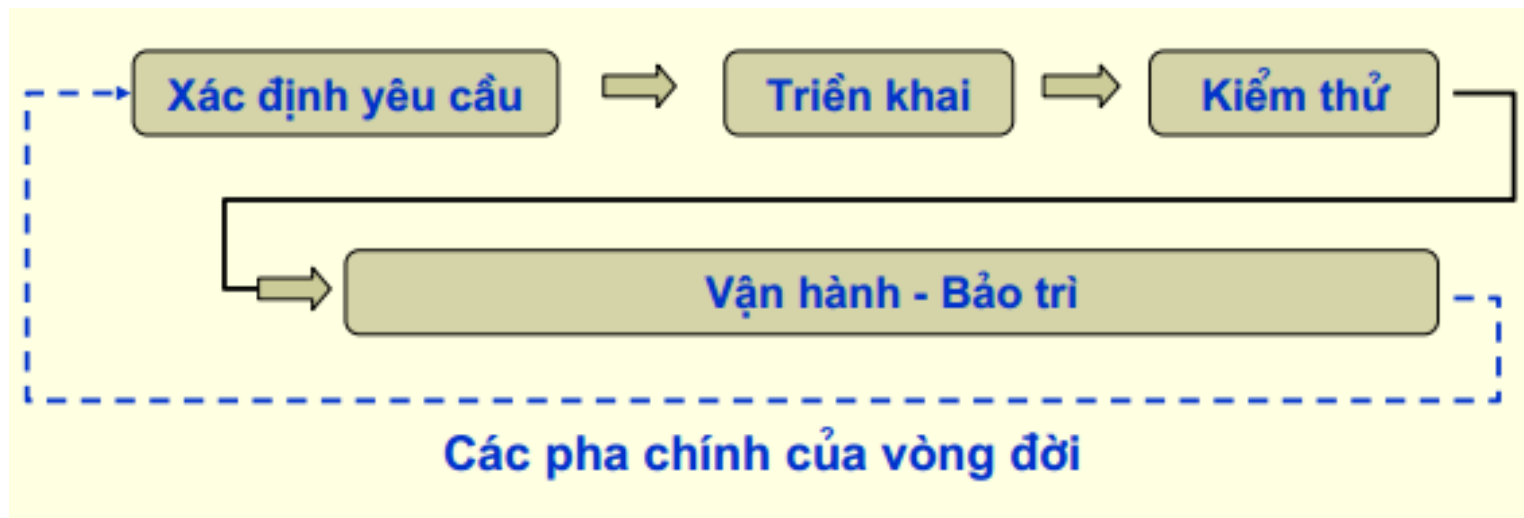 Xác định yêu cầu
Triển khai
Kiểm thử
Vận hành - Bảo trì
Các pha chính của vòng đời